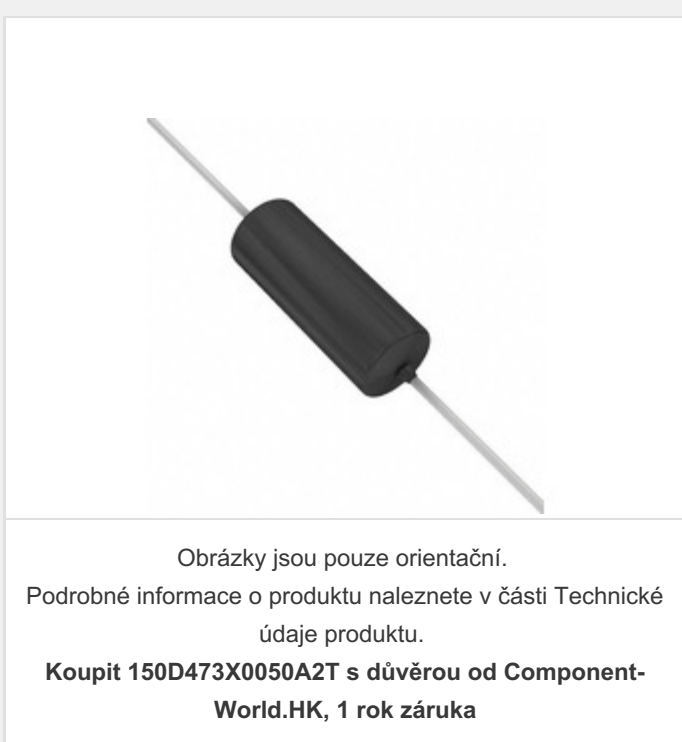 Obrázky jsou pouze orientační.
Podrobné informace o produktu naleznete v části Technické
údaje produktu.
Koupit 150D473X0050A2T s důvěrou od Component-
World.HK, 1 rok záruka